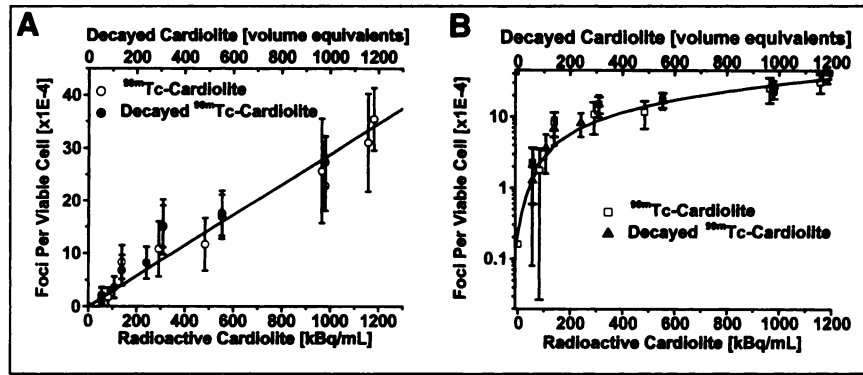 A
Decayed Cardiolite [volume equivalents]
0 200 400 600 800 1000 1200
Foci Per Viable Cell [x1E-4]
40
30
20
10
0
99mTc-Cardiolite
Decayed 99mTc-Cardiolite
0 200 400 600 800 1000 1200
Radioactive Cardiolite [kBq/mL]
B
Decayed Cardiolite [volume equivalents]
0 200 400 600 800 1000 1200
Foci Per Viable Cell [x1E-4]
10
1
0.1
99mTc-Cardiolite
Decayed 99mTc-Cardiolite
0 200 400 600 800 1000 1200
Radioactive Cardiolite [kBq/mL]